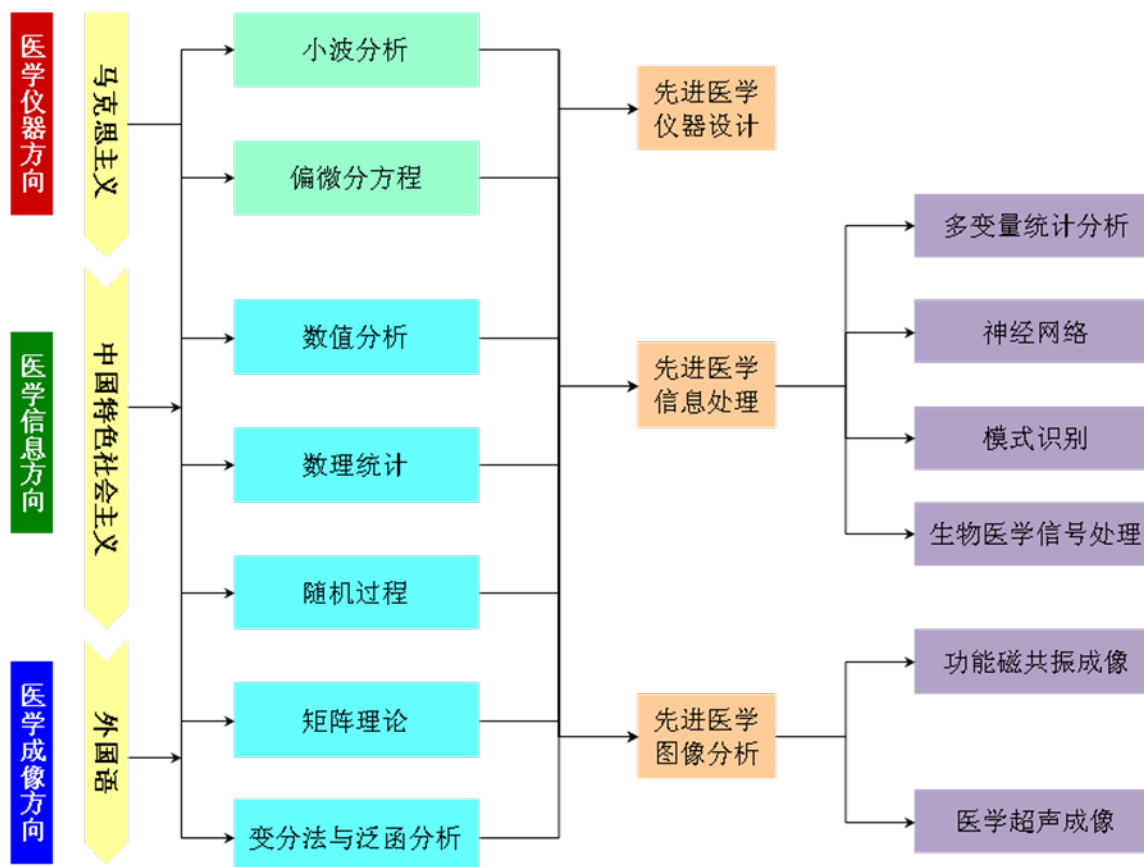 医学仪器方向
医学信息方向
医学成像方向
马克思主义
中国特色社会主义
外国语
小波分析
偏微分方程
数值分析
数理统计
随机过程
矩阵理论
变分法与泛函分析
先进医学
仪器设计
先进医学
信息处理
先进医学
图像分析
多变量统计分析
神经网络
模式识别
生物医学信号处理
功能磁共振成像
医学超声成像